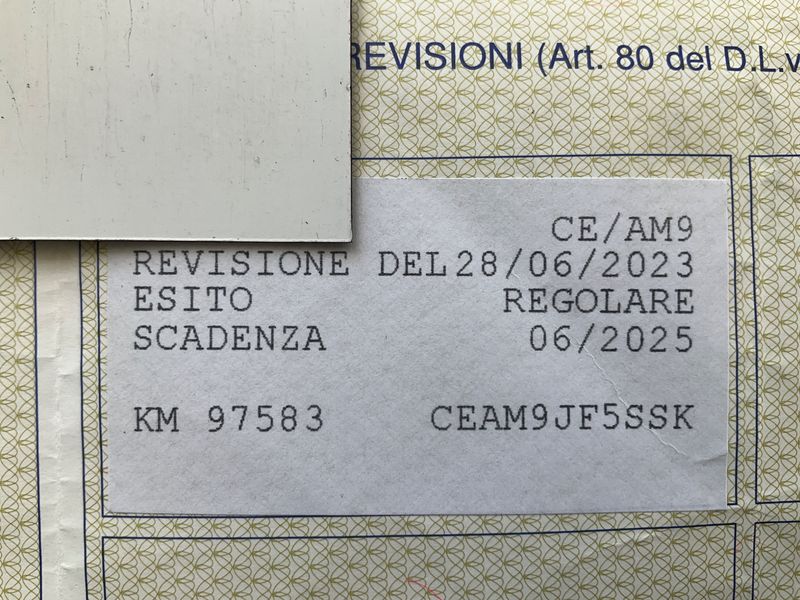 REVISIONI (Art. 80 del D.L.v
CE/AM9
REVISIONE DEL28/06/2023
ESITO REGOLARE
SCADENZA 06/2025
KM 97583 CEAM9JF5SSK